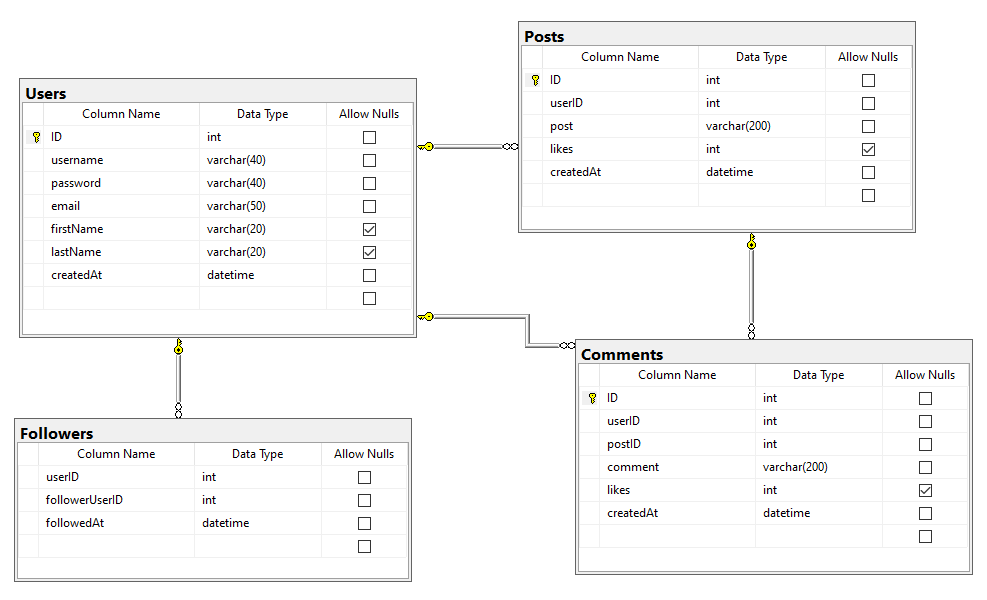 Users
Column Name Data Type Allow Nulls
ID int
username varchar(40)
password varchar(40)
email varchar(50)
firstName varchar(20)
lastName varchar(20)
createdAt datetime
Posts
Column Name Data Type Allow Nulls
ID int
userID int
post varchar(200)
likes int
createdAt datetime
Followers
Column Name Data Type Allow Nulls
userID int
followerUserID int
followedAt datetime
Comments
Column Name Data Type Allow Nulls
ID int
userID int
postID int
comment varchar(200)
likes int
createdAt datetime